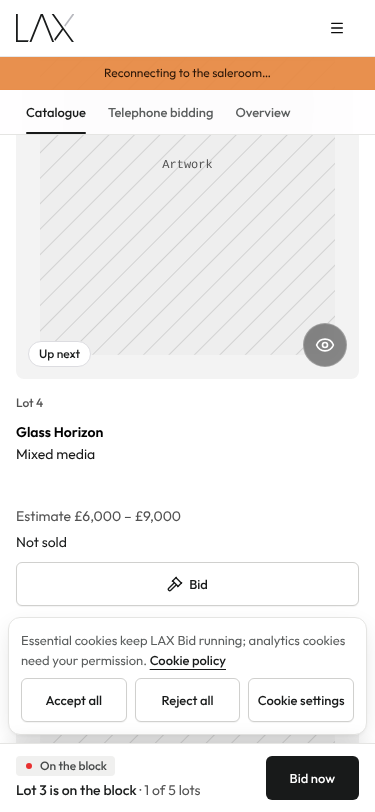 LAX
Reconnecting to the saleroom…
Catalogue Telephone bidding Overview
Artwork
Up next
Lot 4
Glass Horizon
Mixed media
Estimate £6,000 – £9,000
Not sold
Bid
Essential cookies keep LAX Bid running; analytics cookies
need your permission. Cookie policy
Accept all Reject all Cookie settings
On the block
Lot 3 is on the block · 1 of 5 lots
Bid now